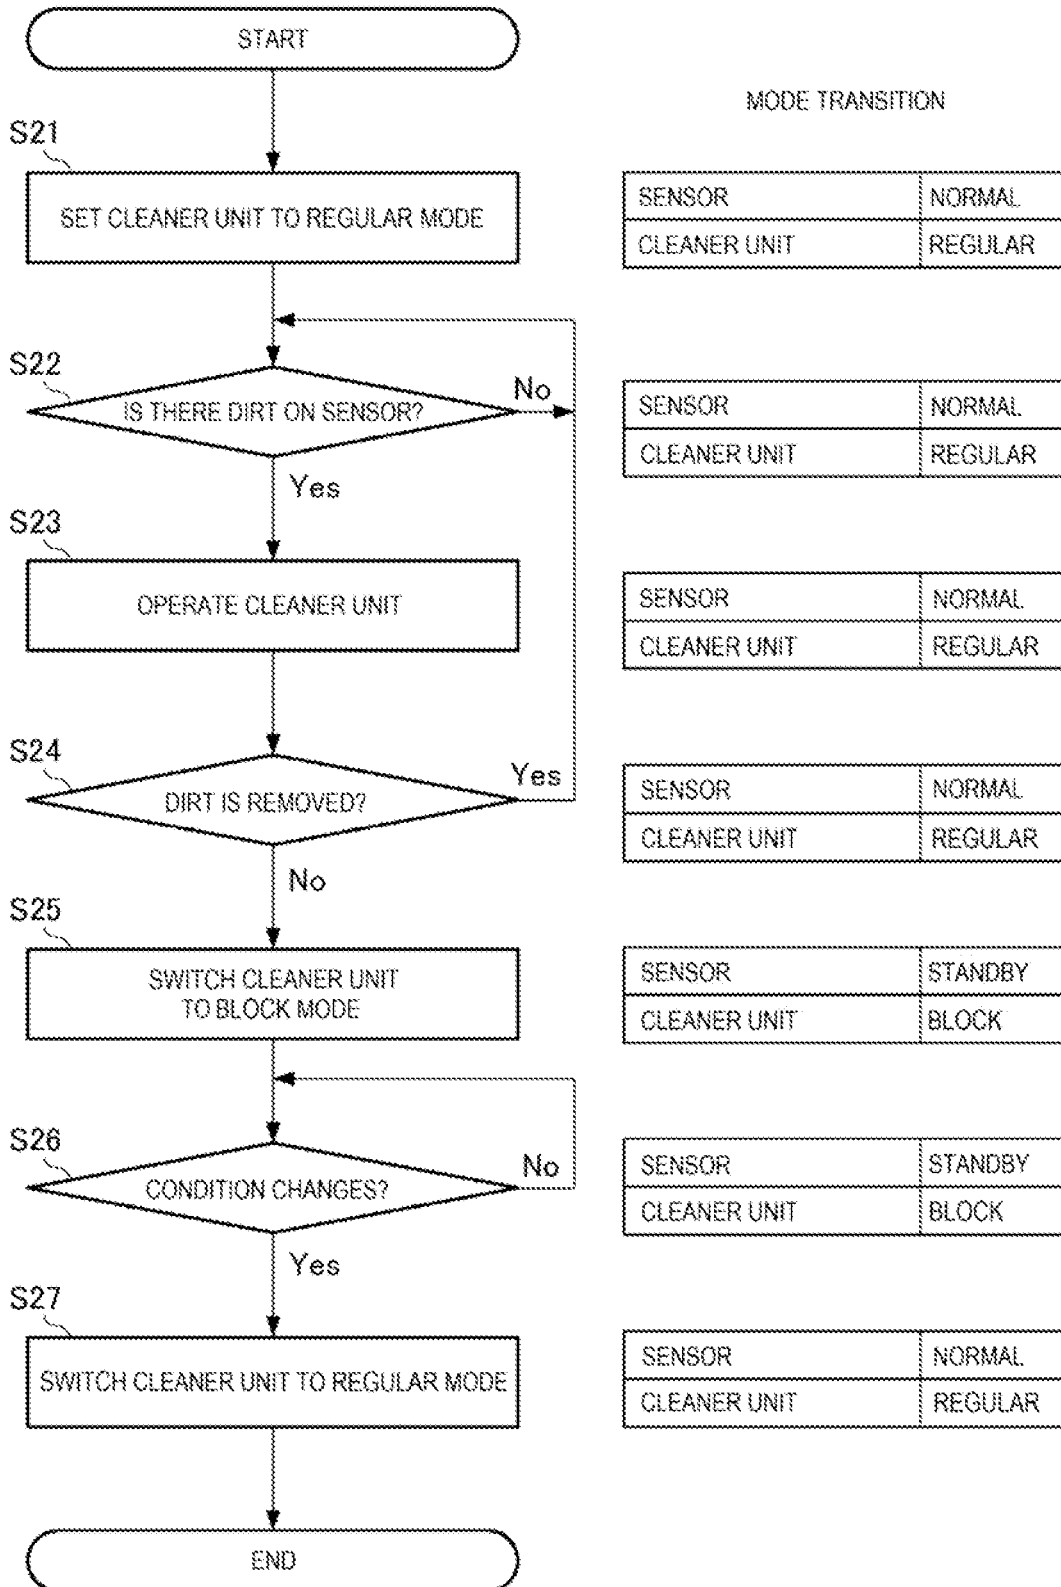 START
MODE TRANSITION
S21
SET CLEANER UNIT TO REGULAR MODE
SENSOR NORMAL
CLEANER UNIT REGULAR
S22
IS THERE DIRT ON SENSOR?
No
Yes
SENSOR NORMAL
CLEANER UNIT REGULAR
S23
OPERATE CLEANER UNIT
SENSOR NORMAL
CLEANER UNIT REGULAR
S24
DIRT IS REMOVED?
Yes
No
SENSOR NORMAL
CLEANER UNIT REGULAR
S25
SWITCH CLEANER UNIT
TO BLOCK MODE
SENSOR STANDBY
CLEANER UNIT BLOCK
S26
CONDITION CHANGES?
No
Yes
SENSOR STANDBY
CLEANER UNIT BLOCK
S27
SWITCH CLEANER UNIT TO REGULAR MODE
SENSOR NORMAL
CLEANER UNIT REGULAR
END